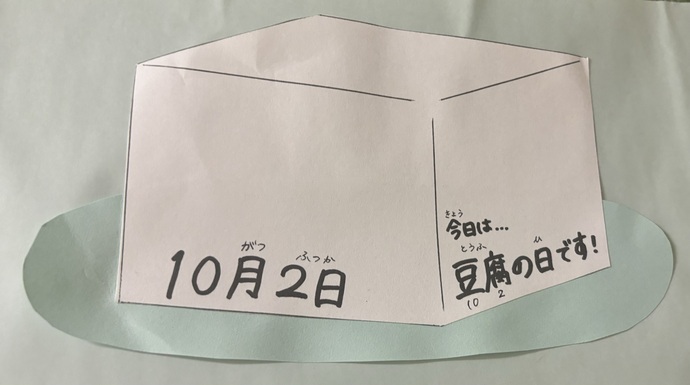 がつ ふつか
10月2日
きょう
今日は...
とうふ ひ
豆腐の日です!
10 2